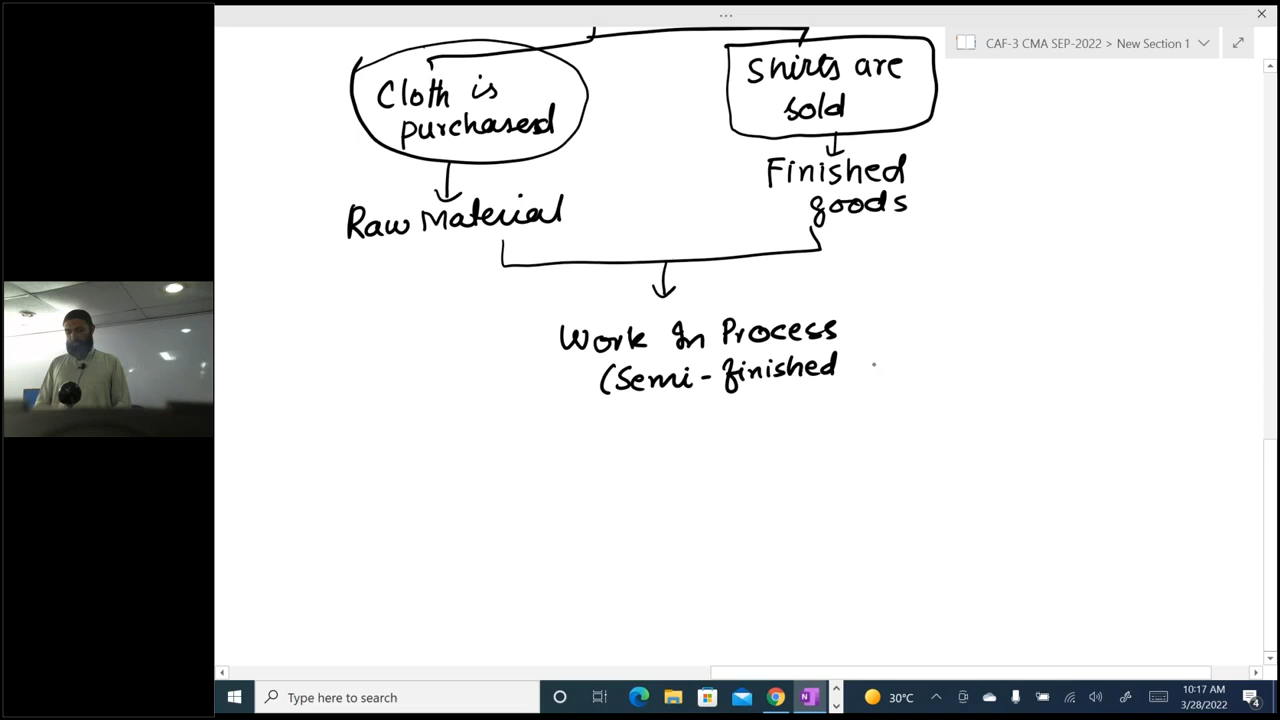 CAF-3 CMA SEP-2022 > New Section 1
Cloth is
purchased
Shirts are
sold
Raw Material
Finished
goods
Work In Process
(Semi-finished
Type here to search
30°C
10:17 AM
3/28/2022
4